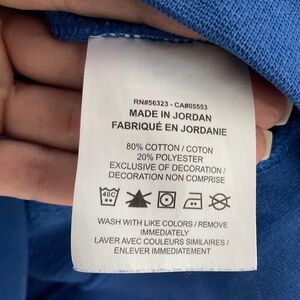 RN#56323 - CA#05553
MADE IN JORDAN
FABRIQUÉ EN JORDANIE
80% COTTON / COTON
20% POLYESTER
EXCLUSIVE OF DECORATION /
DECORATION NON COMPRISE
40C
WASH WITH LIKE COLORS / REMOVE
IMMEDIATELY
LAVER AVEC COULEURS SIMILAIRES /
ENLEVER IMMEDIATEMENT